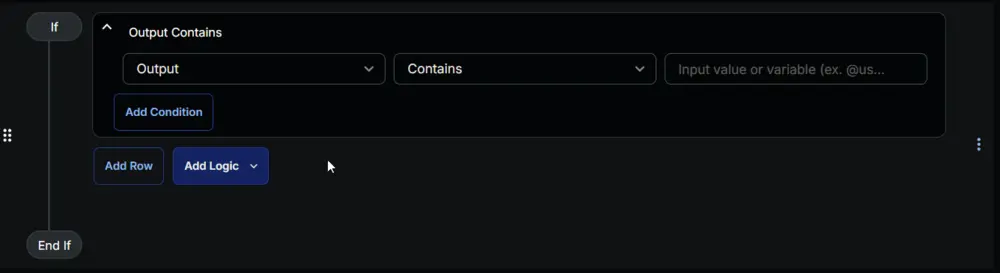 If
Output Contains
Output
Contains
Input value or variable (ex. @us...
Add Condition
Add Row
Add Logic
End If